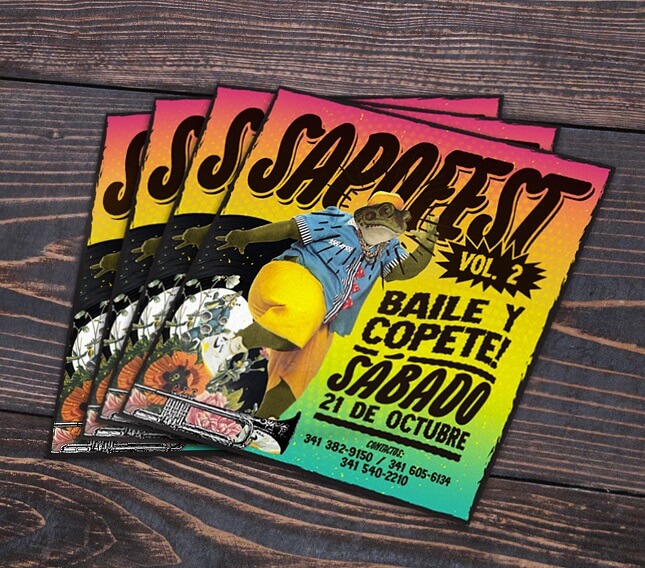 SAPOFEST
VOL. 2
BAILE Y
COPETE!
SÁBADO
21 DE OCTUBRE
CONTACTOS:
341 382-9150 / 341 605-6134
341 540-2210